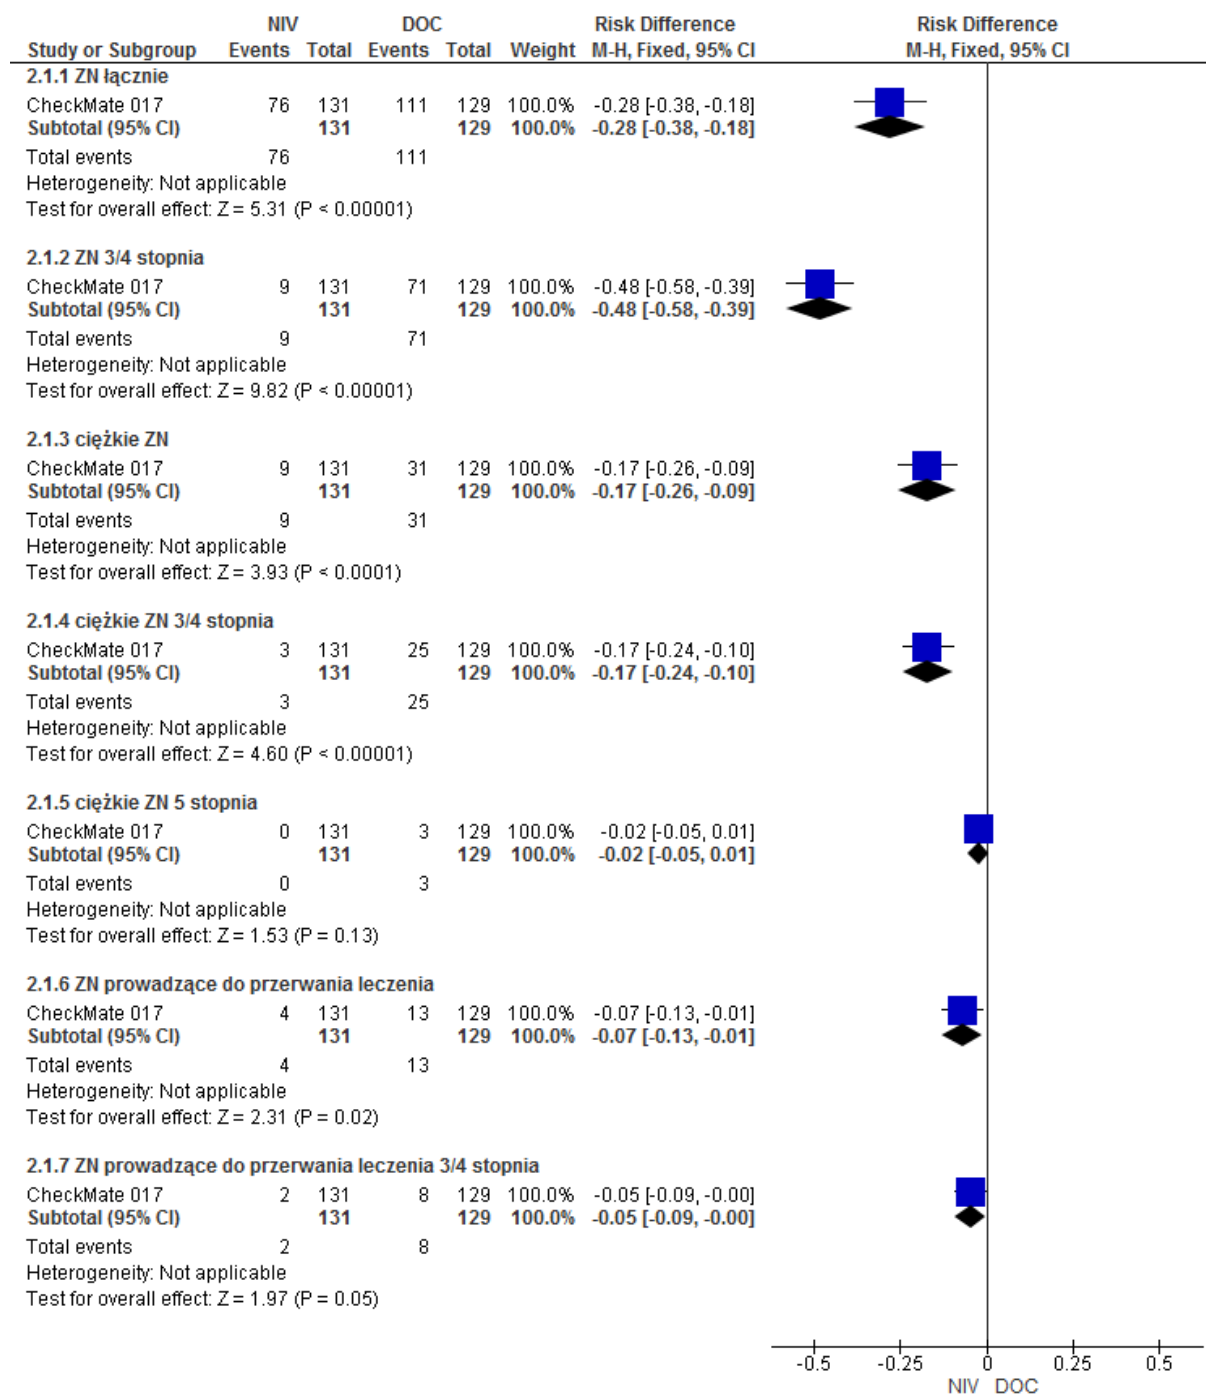 NIV DOC Risk Difference Risk Difference
Study or Subgroup Events Total Events Total Weight M-H, Fixed, 95% CI M-H, Fixed, 95% CI
2.1.1 ZN łącznie
CheckMate 017 76 131 111 129 100.0% -0.28 [-0.38, -0.18]
Subtotal (95% CI) 131 129 100.0% -0.28 [-0.38, -0.18]
Total events 76 111
Heterogeneity: Not applicable
Test for overall effect: Z = 5.31 (P < 0.00001)
2.1.2 ZN 3/4 stopnia
CheckMate 017 9 131 71 129 100.0% -0.48 [-0.58, -0.39]
Subtotal (95% CI) 131 129 100.0% -0.48 [-0.58, -0.39]
Total events 9 71
Heterogeneity: Not applicable
Test for overall effect: Z = 9.82 (P < 0.00001)
2.1.3 ciężkie ZN
CheckMate 017 9 131 31 129 100.0% -0.17 [-0.26, -0.09]
Subtotal (95% CI) 131 129 100.0% -0.17 [-0.26, -0.09]
Total events 9 31
Heterogeneity: Not applicable
Test for overall effect: Z = 3.93 (P < 0.0001)
2.1.4 ciężkie ZN 3/4 stopnia
CheckMate 017 3 131 25 129 100.0% -0.17 [-0.24, -0.10]
Subtotal (95% CI) 131 129 100.0% -0.17 [-0.24, -0.10]
Total events 3 25
Heterogeneity: Not applicable
Test for overall effect: Z = 4.60 (P < 0.00001)
2.1.5 ciężkie ZN 5 stopnia
CheckMate 017 0 131 3 129 100.0% -0.02 [-0.05, 0.01]
Subtotal (95% CI) 131 129 100.0% -0.02 [-0.05, 0.01]
Total events 0 3
Heterogeneity: Not applicable
Test for overall effect: Z = 1.53 (P = 0.13)
2.1.6 ZN prowadzące do przerwania leczenia
CheckMate 017 4 131 13 129 100.0% -0.07 [-0.13, -0.01]
Subtotal (95% CI) 131 129 100.0% -0.07 [-0.13, -0.01]
Total events 4 13
Heterogeneity: Not applicable
Test for overall effect: Z = 2.31 (P = 0.02)
2.1.7 ZN prowadzące do przerwania leczenia 3/4 stopnia
CheckMate 017 2 131 8 129 100.0% -0.05 [-0.09, -0.00]
Subtotal (95% CI) 131 129 100.0% -0.05 [-0.09, -0.00]
Total events 2 8
Heterogeneity: Not applicable
Test for overall effect: Z = 1.97 (P = 0.05)
-0.5 -0.25 0 0.25 0.5
NIV DOC